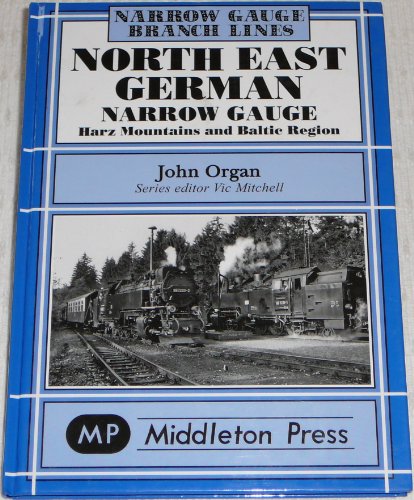 NARROW GAUGE
BRANCH LINES
NORTH EAST
GERMAN
NARROW GAUGE
Harz Mountains and Baltic Region
John Organ
Series editor Vic Mitchell
MP Middleton Press